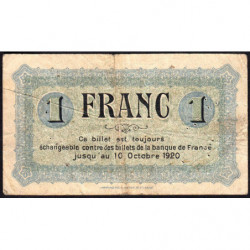 1 FRANC 1
Ce billet est toujours
échangeable contre des billets de la banque de France
jusqu'au 10 Octobre 1920